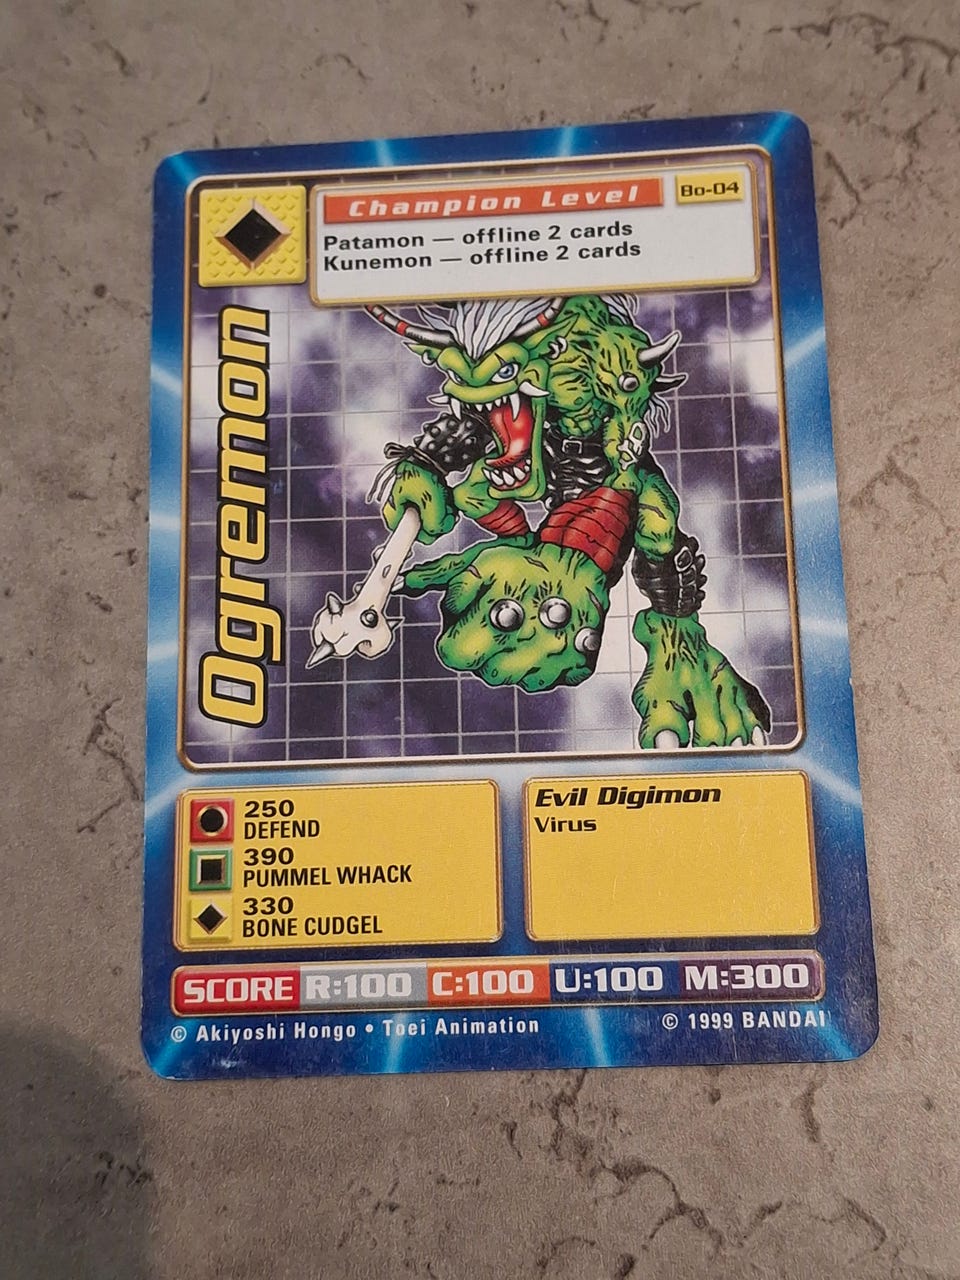 Champion Level
Bo-04
Patamon — offline 2 cards
Kunemon — offline 2 cards
Ogremon
250
DEFEND
390
PUMMEL WHACK
330
BONE CUDGEL
Evil Digimon
Virus
SCORE R:100 C:100 U:100 M:300
© Akiyoshi Hongo • Toei Animation © 1999 BANDAI